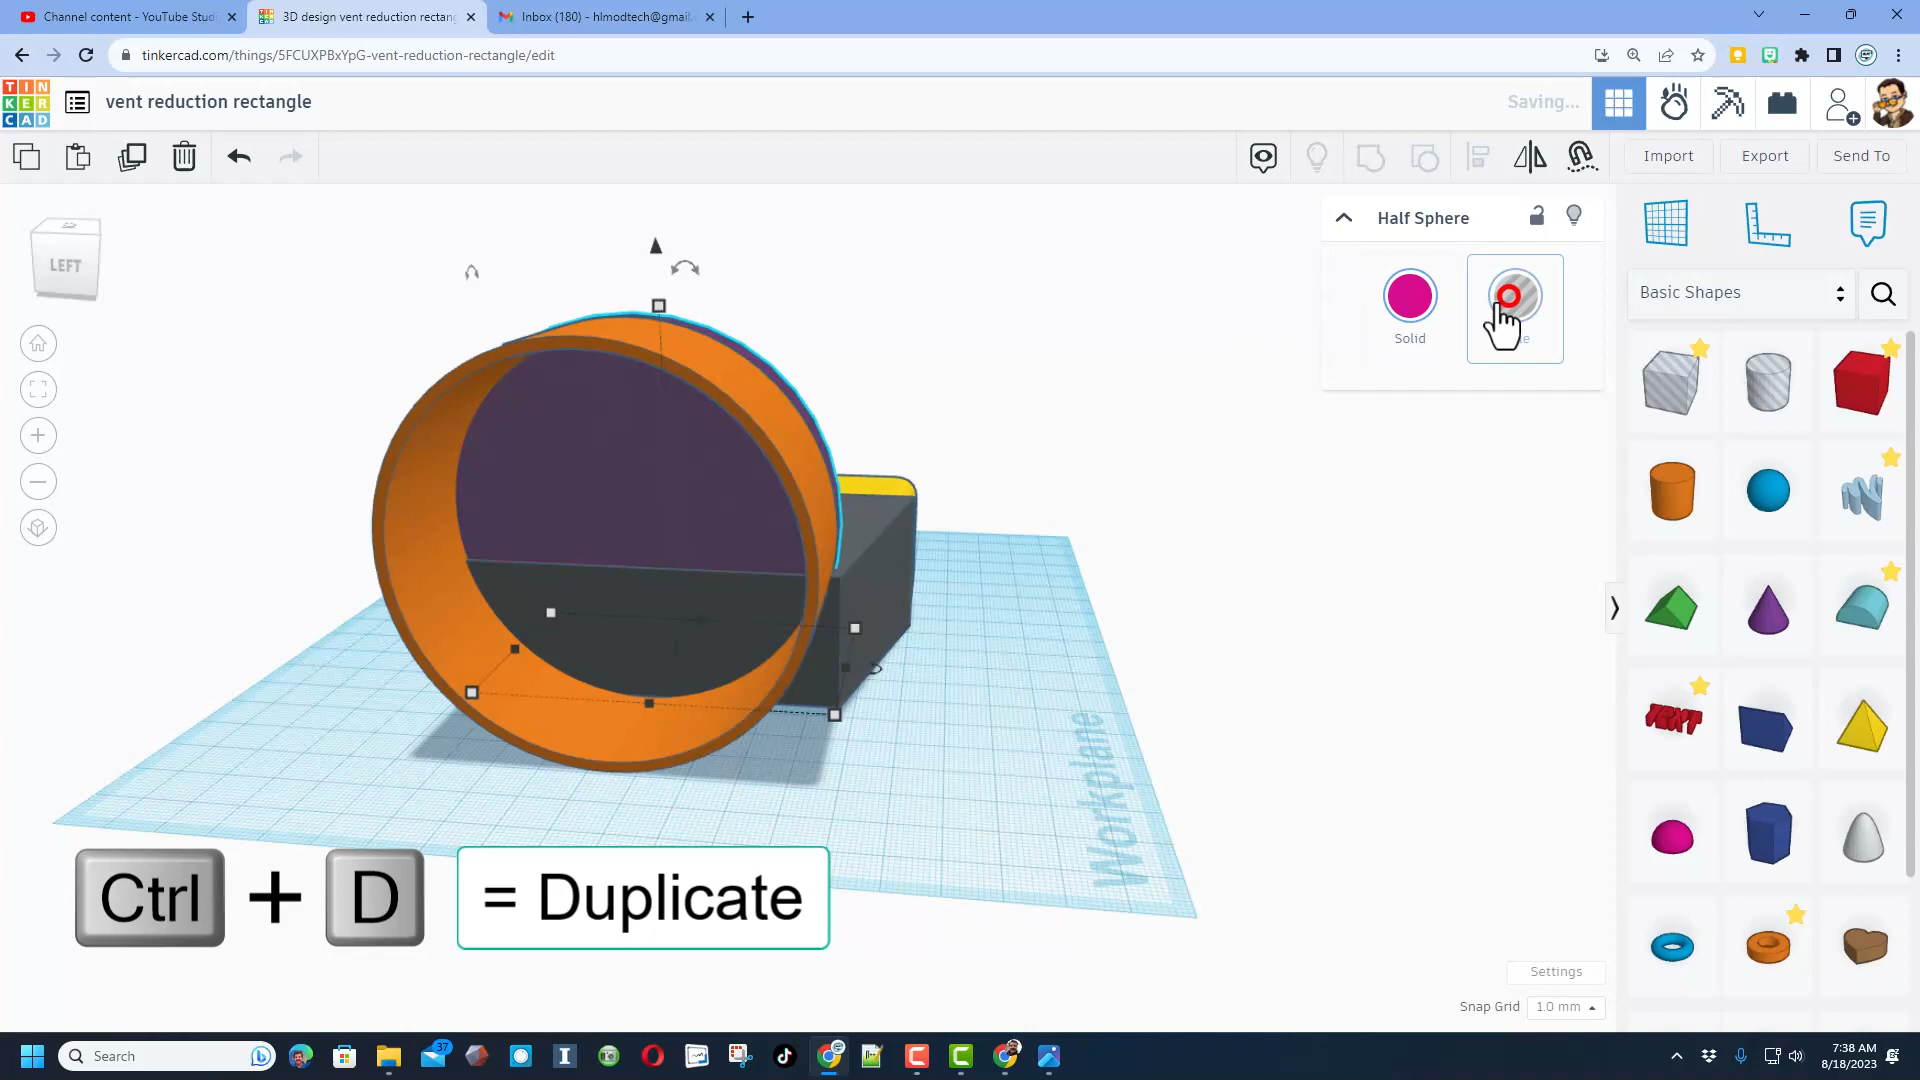 Channel content - YouTube Studi
3D design vent reduction rectang
Inbox (180) - hlmodtech@gmail.
tinkercad.com/things/5FCUXPBxYpG-vent-reduction-rectangle/edit
TIN
KER
CAD
vent reduction rectangle
Saving...
Import
Export
Send To
LEFT
Half Sphere
Solid
Basic Shapes
TEXT
Workplane
Ctrl + D = Duplicate
Settings
Snap Grid 1.0 mm
Search
37
7:38 AM
8/18/2023